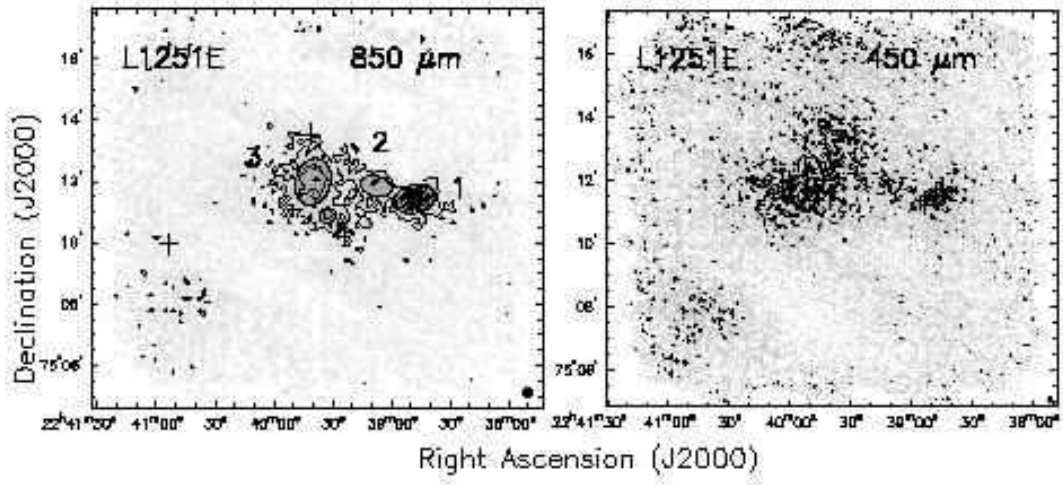 L1251E 850 μm
3 2 1
16'
14'
12'
10'
08'
75°06'
22ʰ41ᵐ30ˢ 41ᵐ00ˢ 30ˢ 40ᵐ00ˢ 30ˢ 39ᵐ00ˢ 30ˢ 38ᵐ00ˢ
Declination (J2000)
L1251E 450 μm
16'
14'
12'
10'
08'
75°06'
22ʰ41ᵐ30ˢ 41ᵐ00ˢ 30ˢ 40ᵐ00ˢ 30ˢ 39ᵐ00ˢ 30ˢ 38ᵐ00ˢ
Right Ascension (J2000)